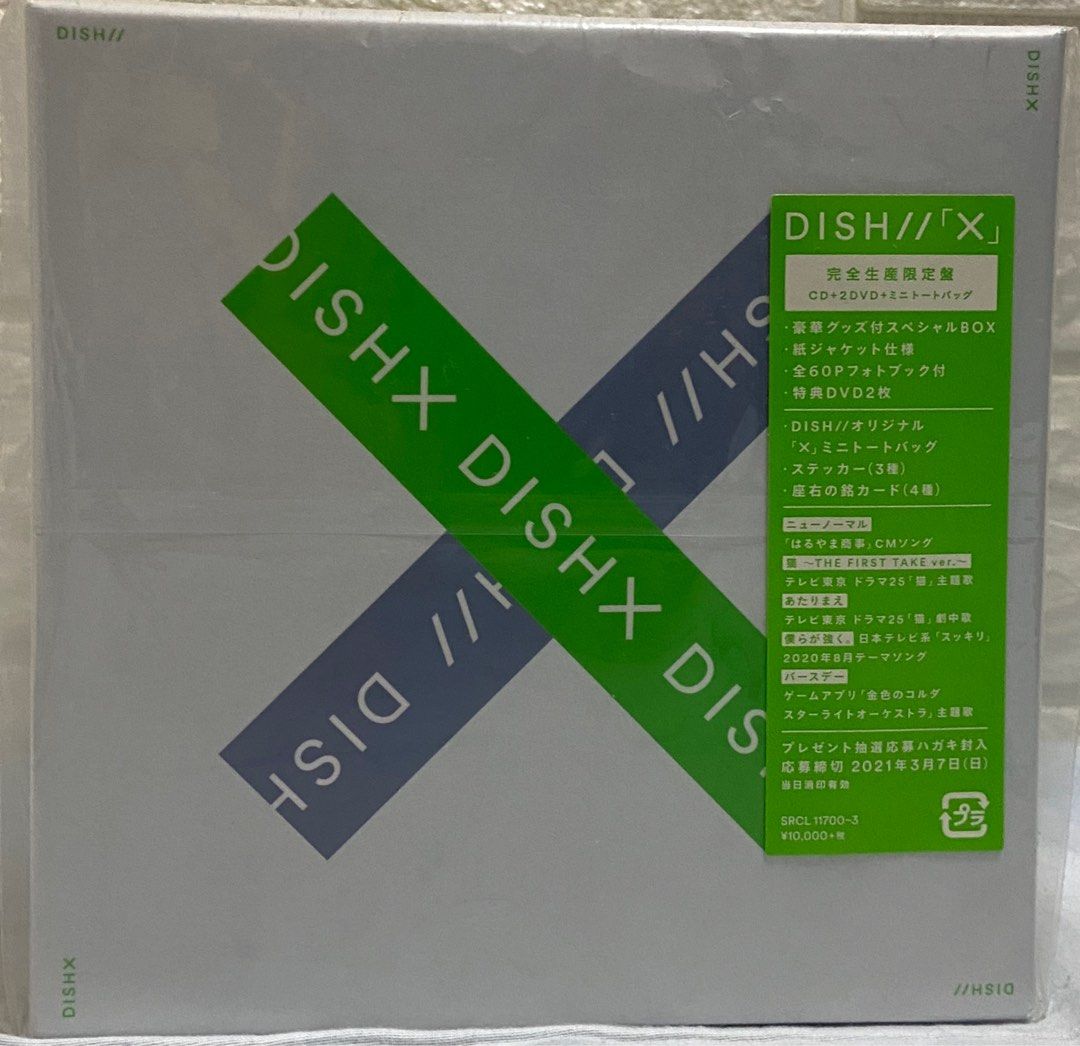 DISH//
DISHX
DISHX DISHX DIS
DISH// DISH// [
SH//
DISH//「X」
完全生産限定盤
CD+2DVD+ミニトートバッグ
・豪華グッズ付スペシャルBOX
・紙ジャケット仕様
・全60Pフォトブック付
・特典DVD2枚
・DISH//オリジナル
「X」ミニトートバッグ
・ステッカー(3種)
・座右の銘カード(4種)
ニューノーマル
「はるやま商事」CMソング
猫 ~THE FIRST TAKE ver.~
テレビ東京 ドラマ25「猫」主題歌
あたりまえ
テレビ東京 ドラマ25「猫」劇中歌
僕らが強く。 日本テレビ系「スッキリ」
2020年8月テーマソング
バースデー
ゲームアプリ「金色のコルダ
スターライトオーケストラ」主題歌
プレゼント抽選応募ハガキ封入
応募締切 2021年3月7日(日)
当日消印有効
SRCL 11700~3
¥10,000+税
プラ
DISHX
DISH//